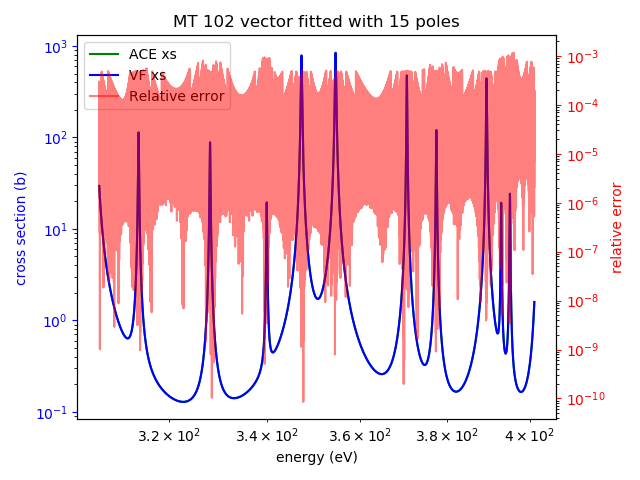 MT 102 vector fitted with 15 poles
ACE xs
VF xs
Relative error
cross section (b)
10³
10²
10¹
10⁰
10⁻¹
relative error
10⁻³
10⁻⁴
10⁻⁵
10⁻⁶
10⁻⁷
10⁻⁸
10⁻⁹
10⁻¹⁰
3.2 × 10² 3.4 × 10² 3.6 × 10² 3.8 × 10² 4 × 10²
energy (eV)